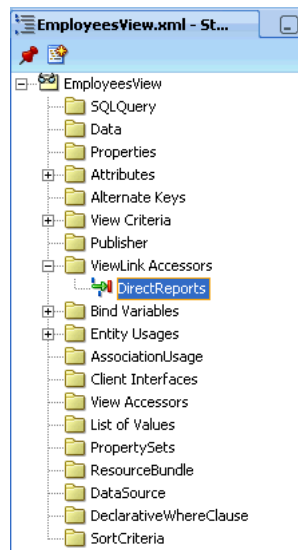 EmployeesView.xml - St...
EmployeesView
SQLQuery
Data
Properties
Attributes
Alternate Keys
View Criteria
Publisher
ViewLink Accessors
DirectReports
Bind Variables
Entity Usages
AssociationUsage
Client Interfaces
View Accessors
List of Values
PropertySets
ResourceBundle
DataSource
DeclarativeWhereClause
SortCriteria